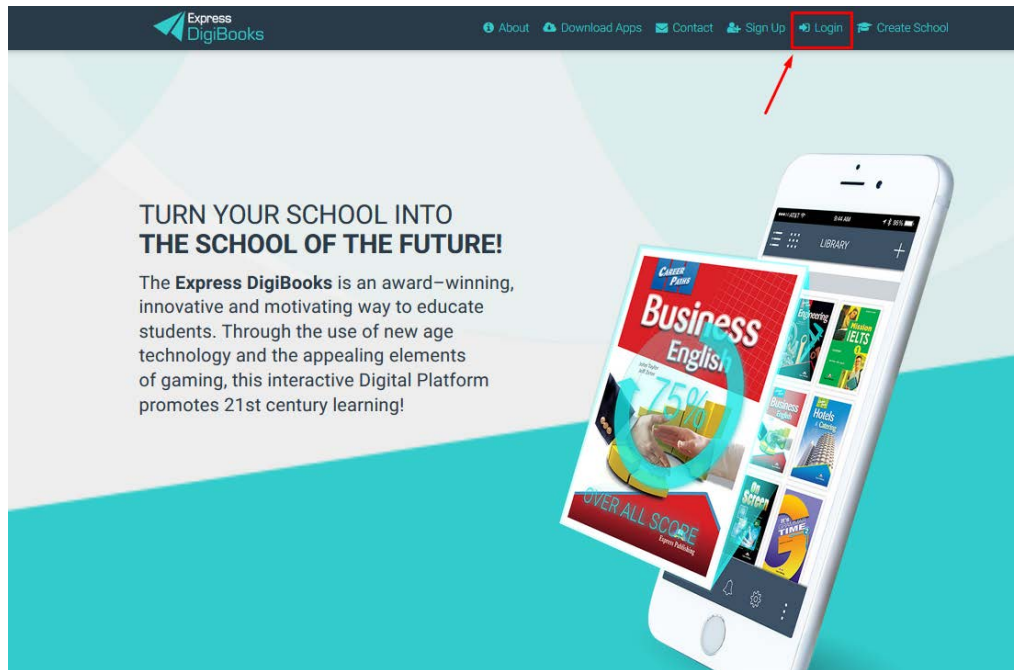 Express
DigiBooks
About
Download Apps
Contact
Sign Up
Login
Create School
TURN YOUR SCHOOL INTO
THE SCHOOL OF THE FUTURE!
The Express DigiBooks is an award–winning,
innovative and motivating way to educate
students. Through the use of new age
technology and the appealing elements
of gaming, this interactive Digital Platform
promotes 21st century learning!
9:44 AM
95%
LIBRARY
CAREER
PATHS
Business
English
75%
OVER ALL SCORE
Express Publishing
Engineering
Mission
IELTS
Business
English
Hotels
& Catering
On
Screen
TIME